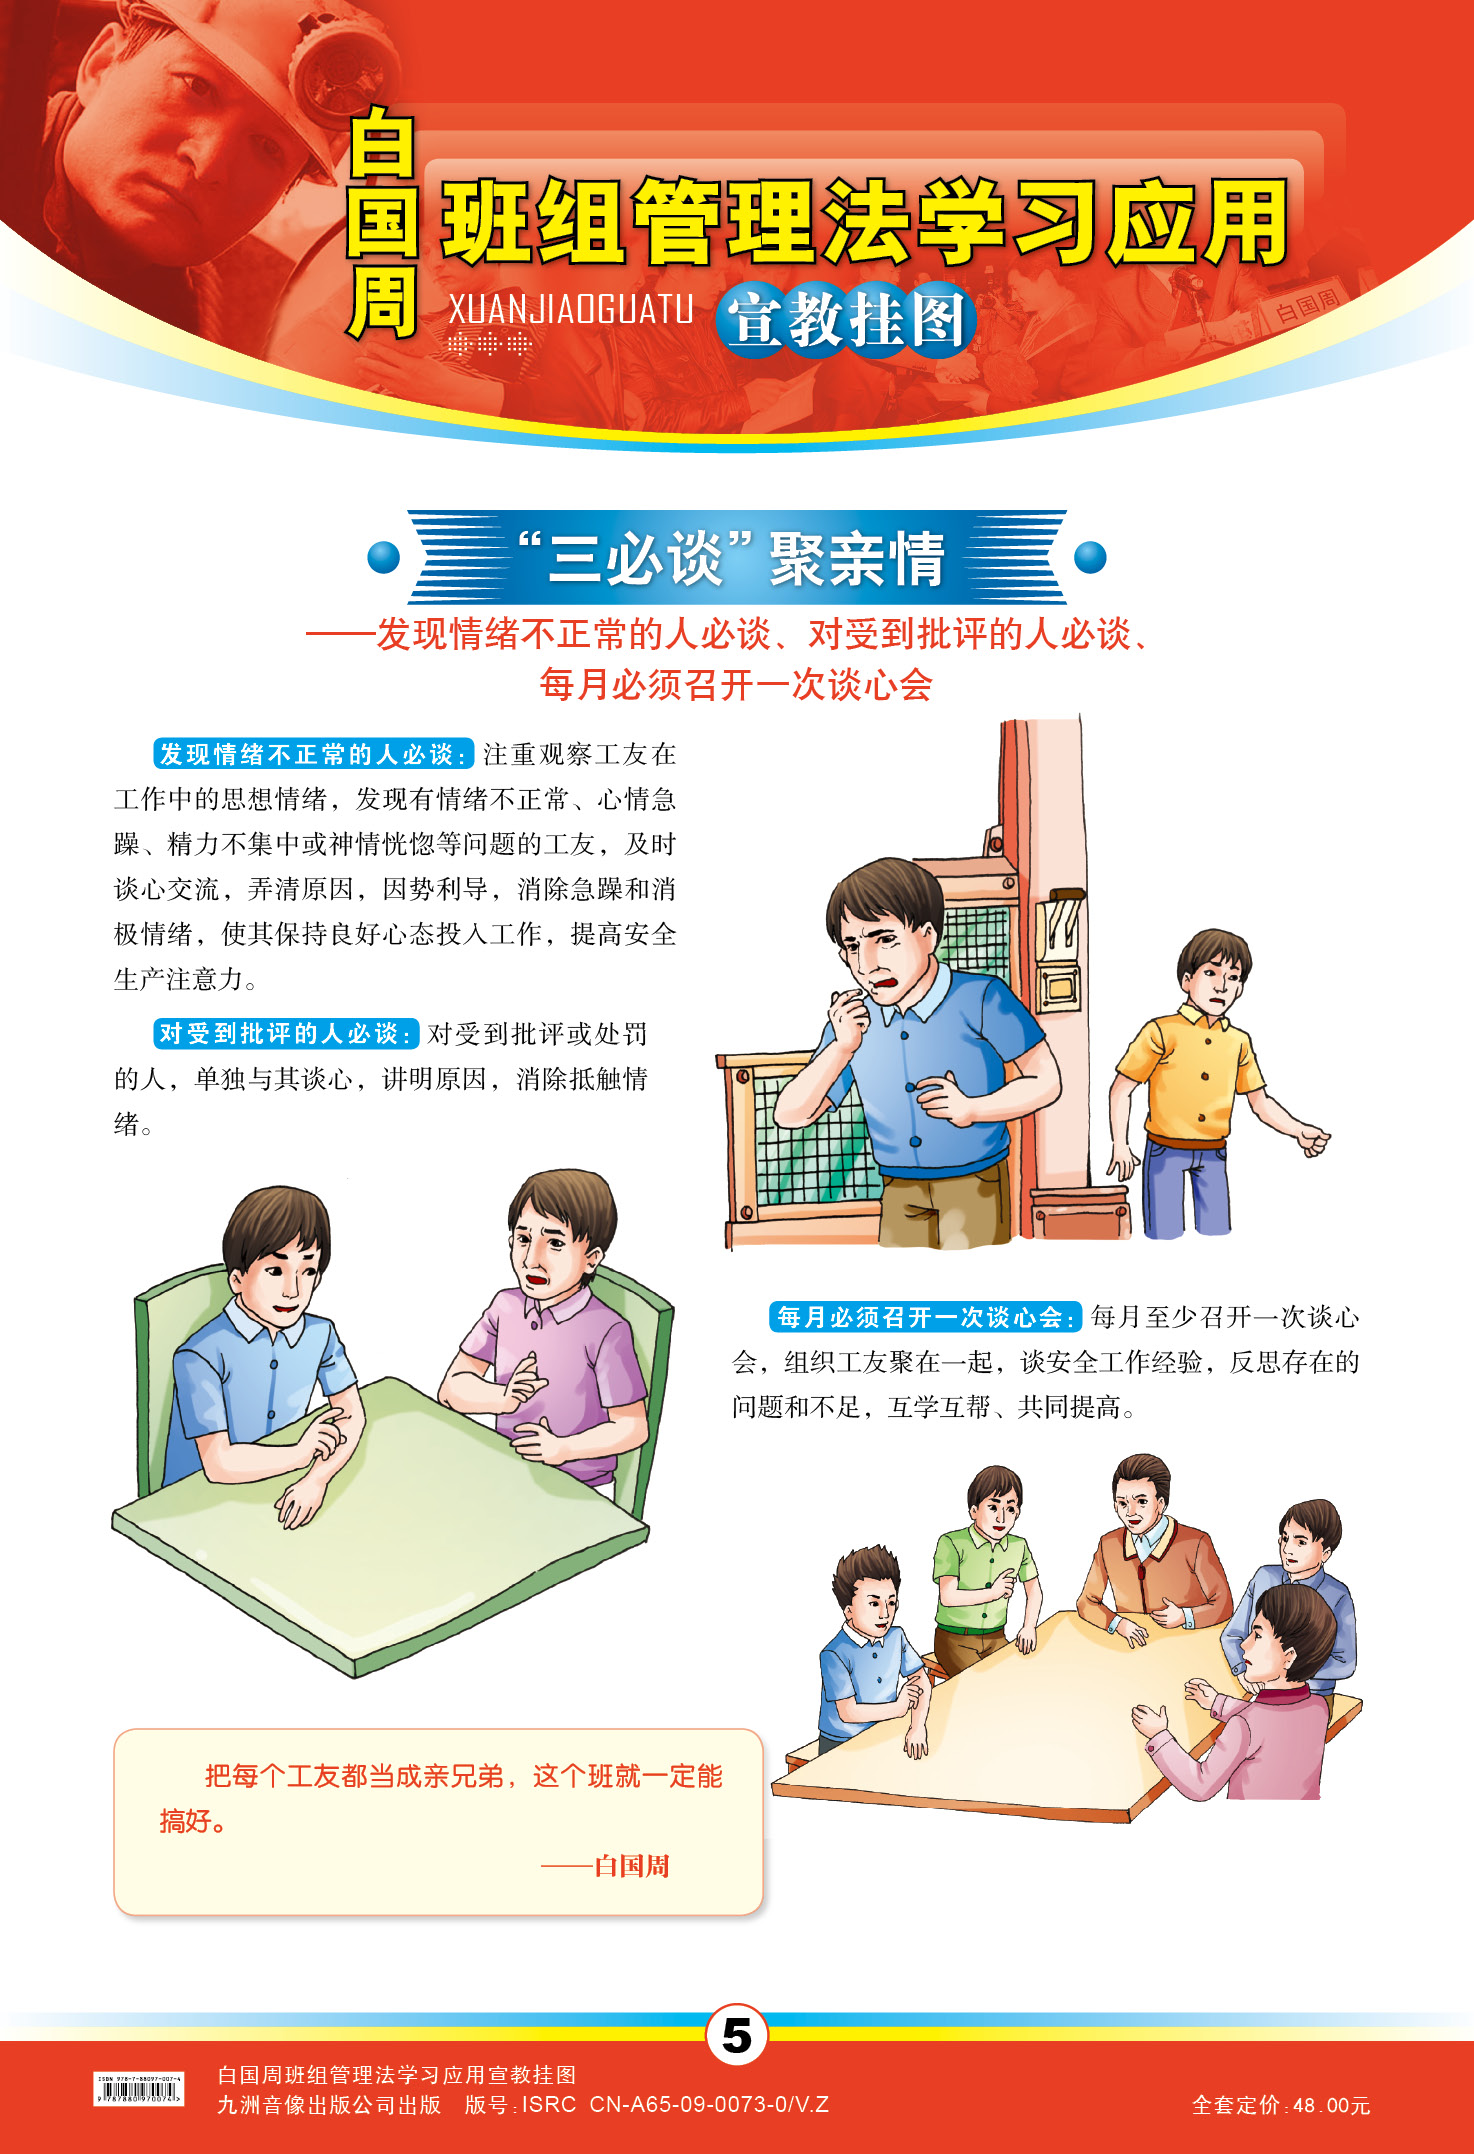 白国周
班组管理法学习应用
XUANJIAOGUATU 宣教挂图
白国周
“三必谈”聚亲情
——发现情绪不正常的人必谈、对受到批评的人必谈、
每月必须召开一次谈心会
发现情绪不正常的人必谈：注重观察工友在
工作中的思想情绪，发现有情绪不正常、心情急
躁、精力不集中或神情恍惚等问题的工友，及时
谈心交流，弄清原因，因势利导，消除急躁和消
极情绪，使其保持良好心态投入工作，提高安全
生产注意力。
对受到批评的人必谈：对受到批评或处罚
的人，单独与其谈心，讲明原因，消除抵触情
绪。
每月必须召开一次谈心会：每月至少召开一次谈心
会，组织工友聚在一起，谈安全工作经验，反思存在的
问题和不足，互学互帮、共同提高。
把每个工友都当成亲兄弟，这个班就一定能
搞好。
——白国周
5
ISBN 978-7-88097-007-4
9 787880 970074 >
白国周班组管理法学习应用宣教挂图
九洲音像出版公司出版 版号:ISRC CN-A65-09-0073-0/V.Z
全套定价:48.00元